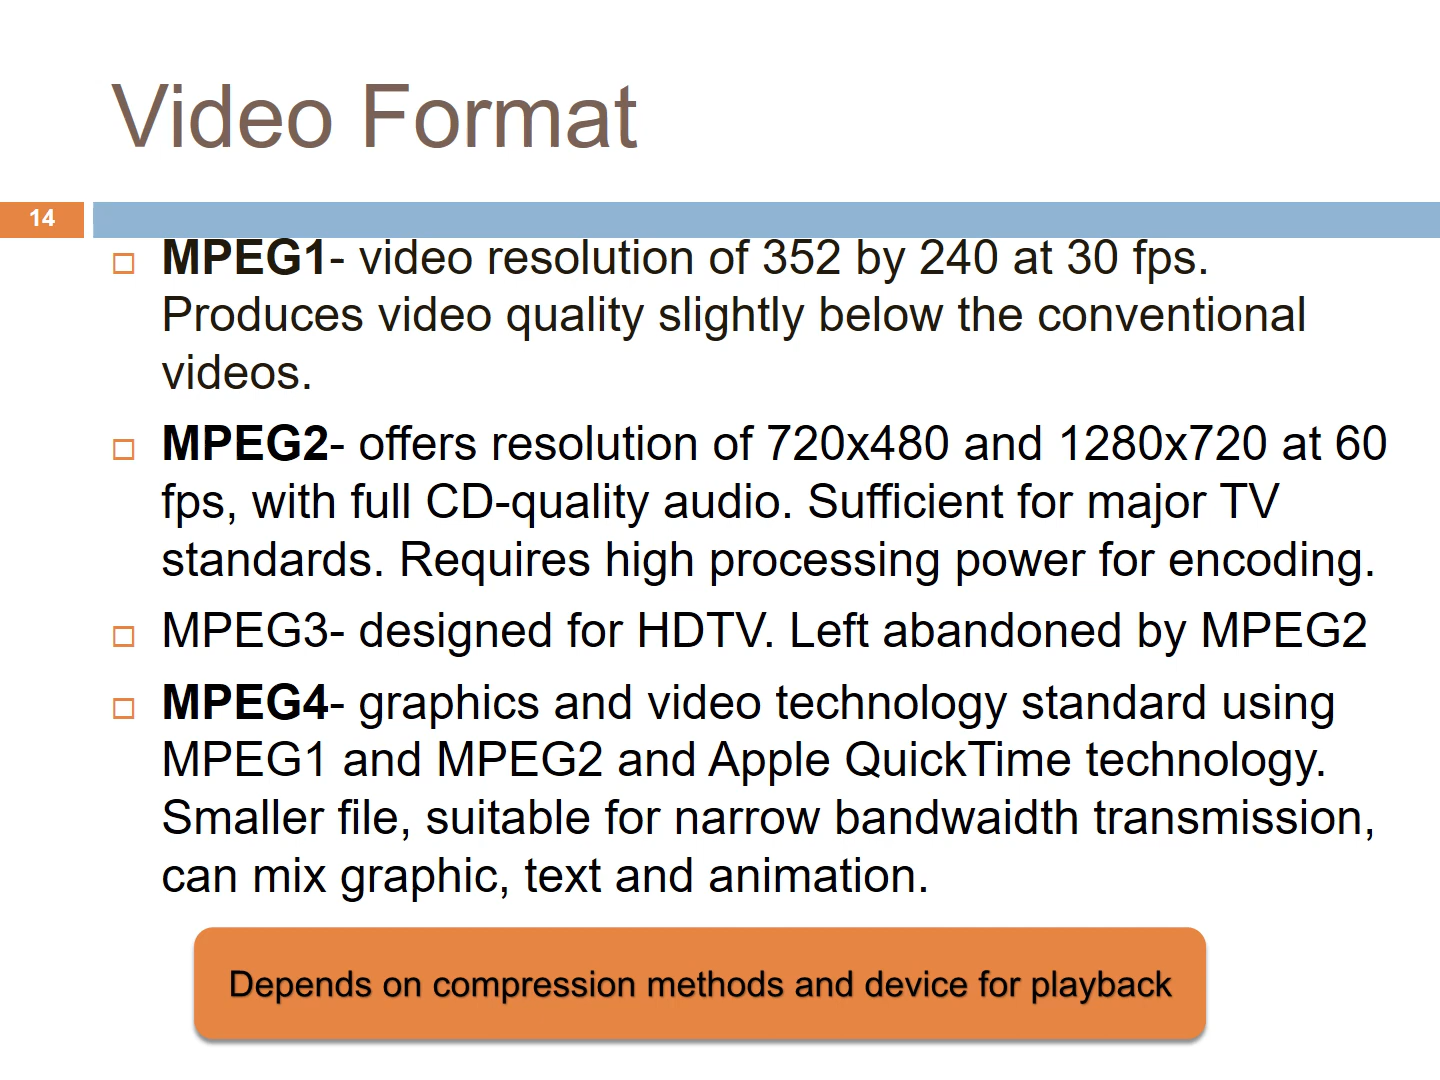 Video Format
14
MPEG1- video resolution of 352 by 240 at 30 fps.
Produces video quality slightly below the conventional
videos.
MPEG2- offers resolution of 720x480 and 1280x720 at 60
fps, with full CD-quality audio. Sufficient for major TV
standards. Requires high processing power for encoding.
MPEG3- designed for HDTV. Left abandoned by MPEG2
MPEG4- graphics and video technology standard using
MPEG1 and MPEG2 and Apple QuickTime technology.
Smaller file, suitable for narrow bandwaidth transmission,
can mix graphic, text and animation.
Depends on compression methods and device for playback